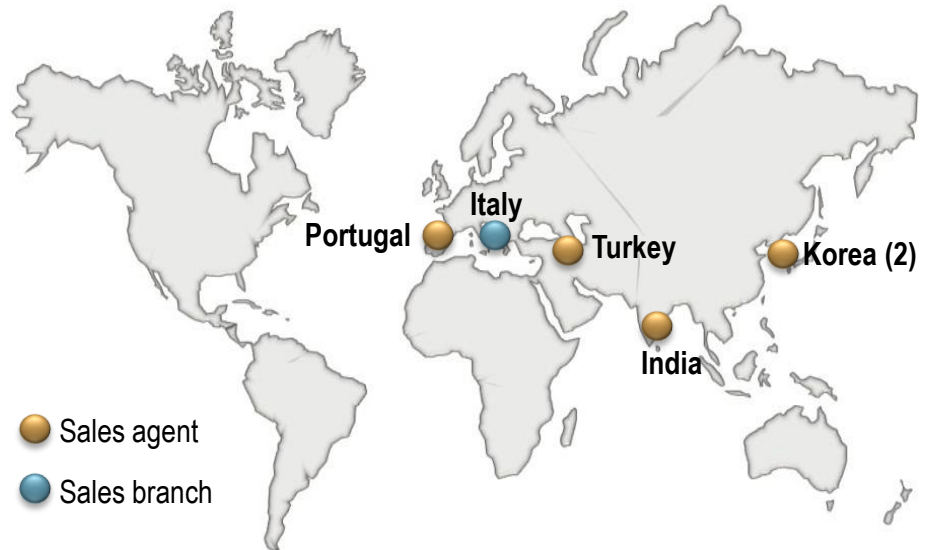 Italy
Portugal
Turkey
Korea (2)
India
Sales agent
Sales branch